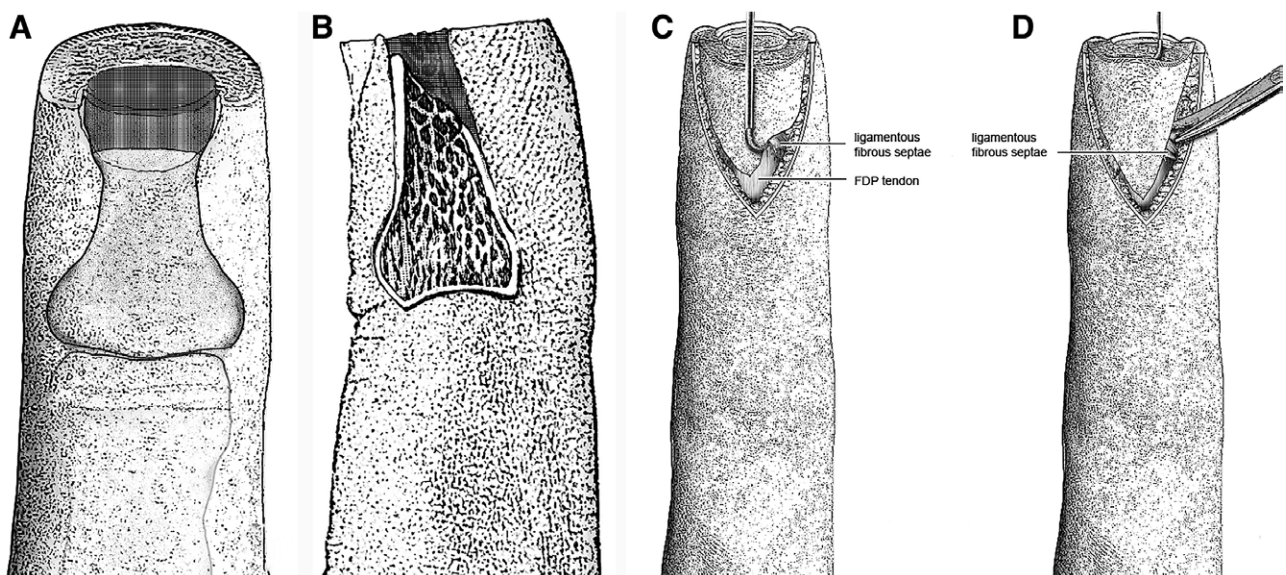 A
B
C
D
ligamentous
fibrous septae
FDP tendon
ligamentous
fibrous septae